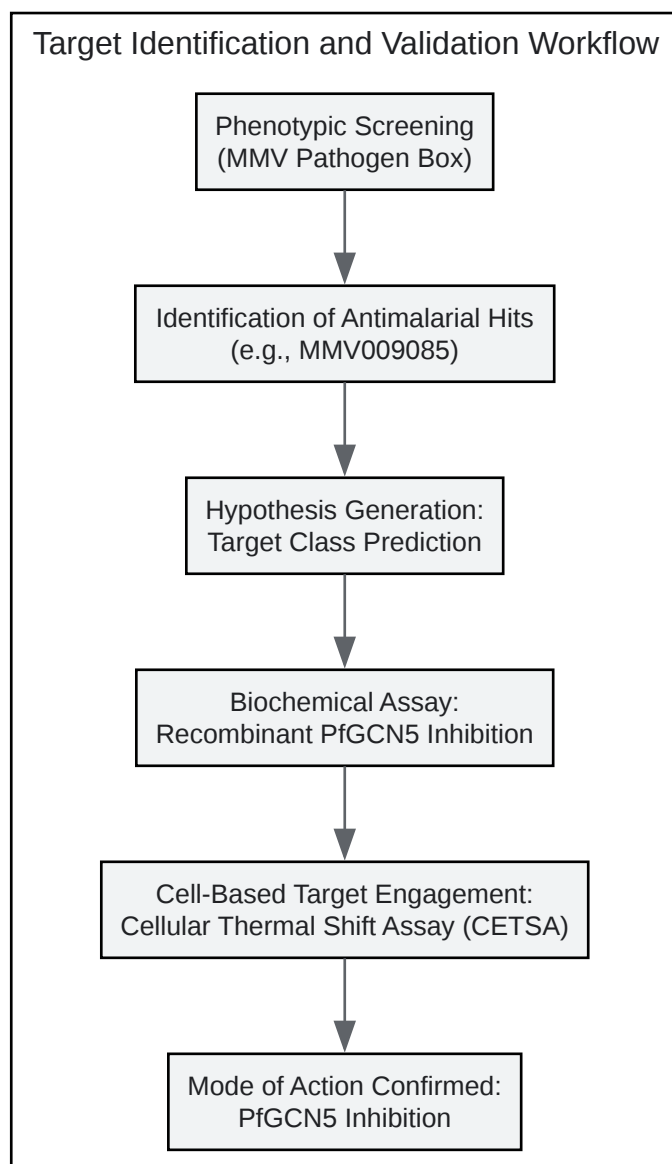 Target Identification and Validation Workflow
Phenotypic Screening
(MMV Pathogen Box)
Identification of Antimalarial Hits
(e.g., MMV009085)
Hypothesis Generation:
Target Class Prediction
Biochemical Assay:
Recombinant PfGCN5 Inhibition
Cell-Based Target Engagement:
Cellular Thermal Shift Assay (CETSA)
Mode of Action Confirmed:
PfGCN5 Inhibition